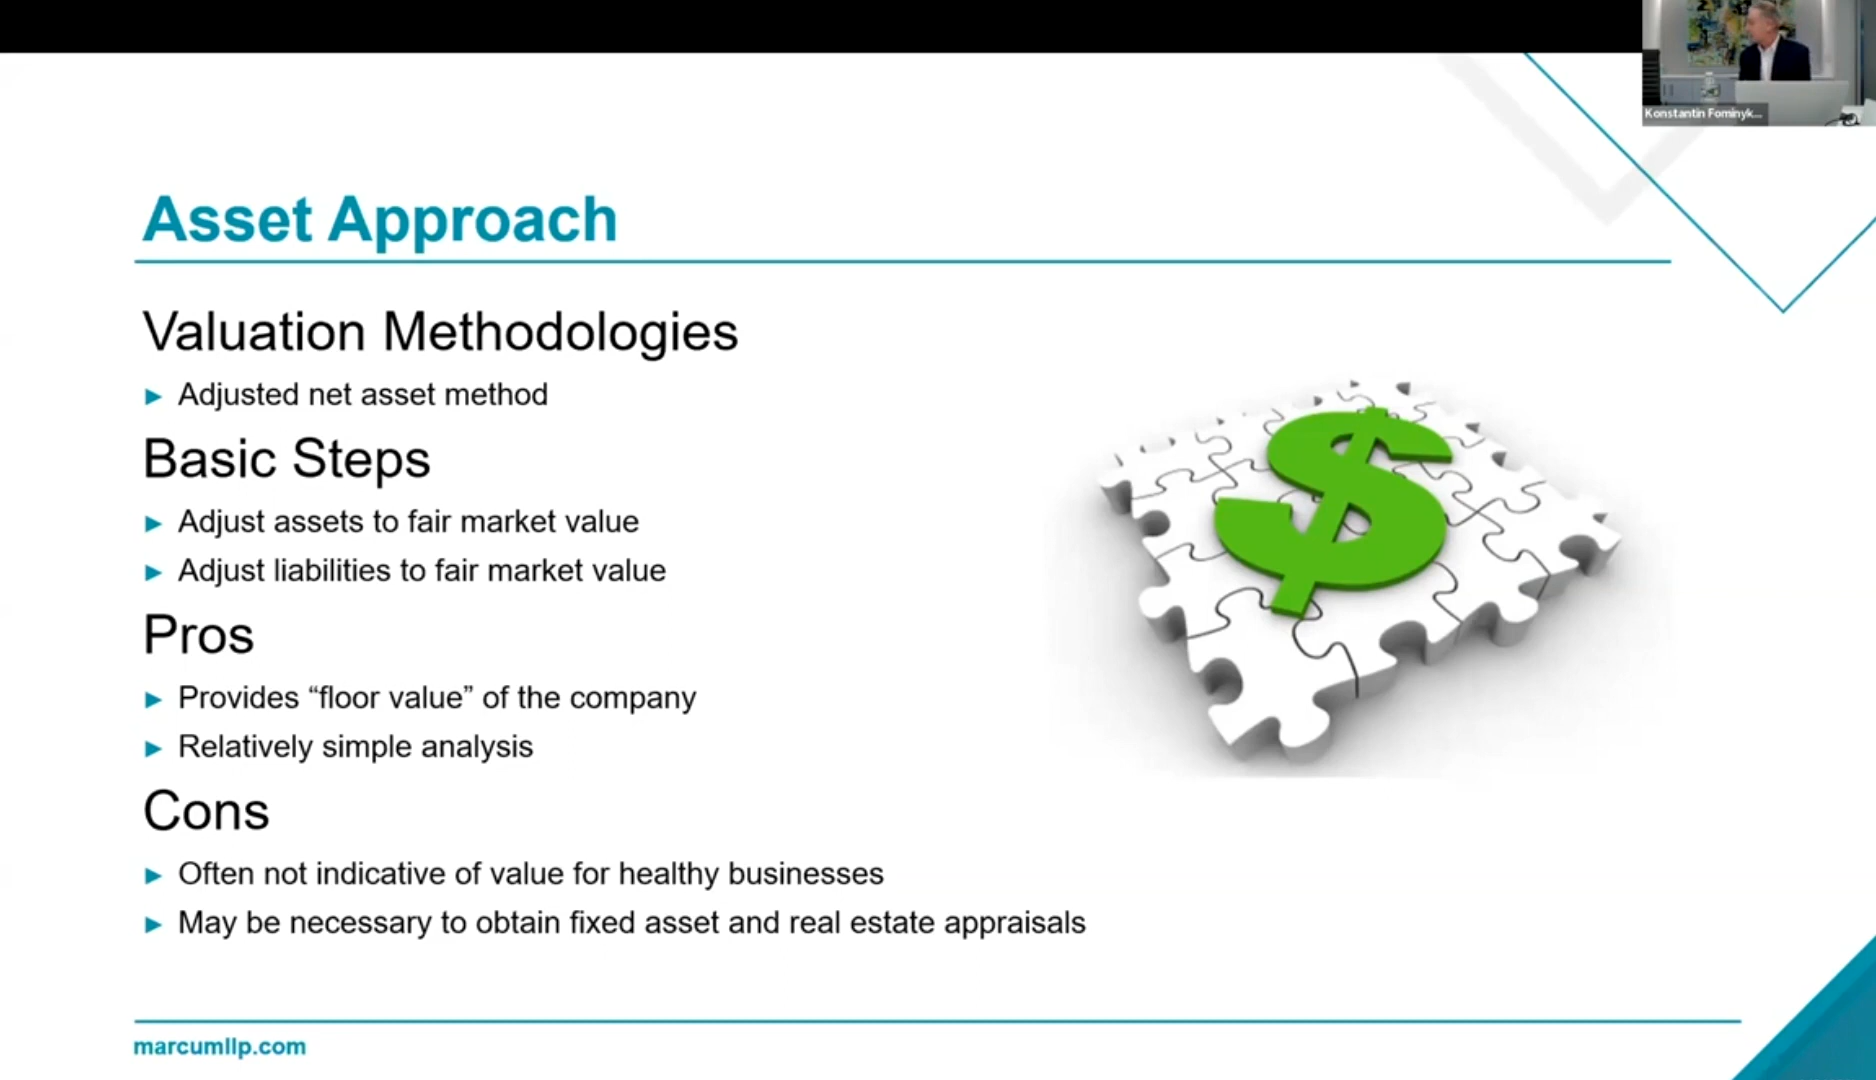 Konstantin Fominyk...
Asset Approach
Valuation Methodologies
► Adjusted net asset method
Basic Steps
► Adjust assets to fair market value
► Adjust liabilities to fair market value
Pros
► Provides “floor value” of the company
► Relatively simple analysis
Cons
► Often not indicative of value for healthy businesses
► May be necessary to obtain fixed asset and real estate appraisals
marcumllp.com